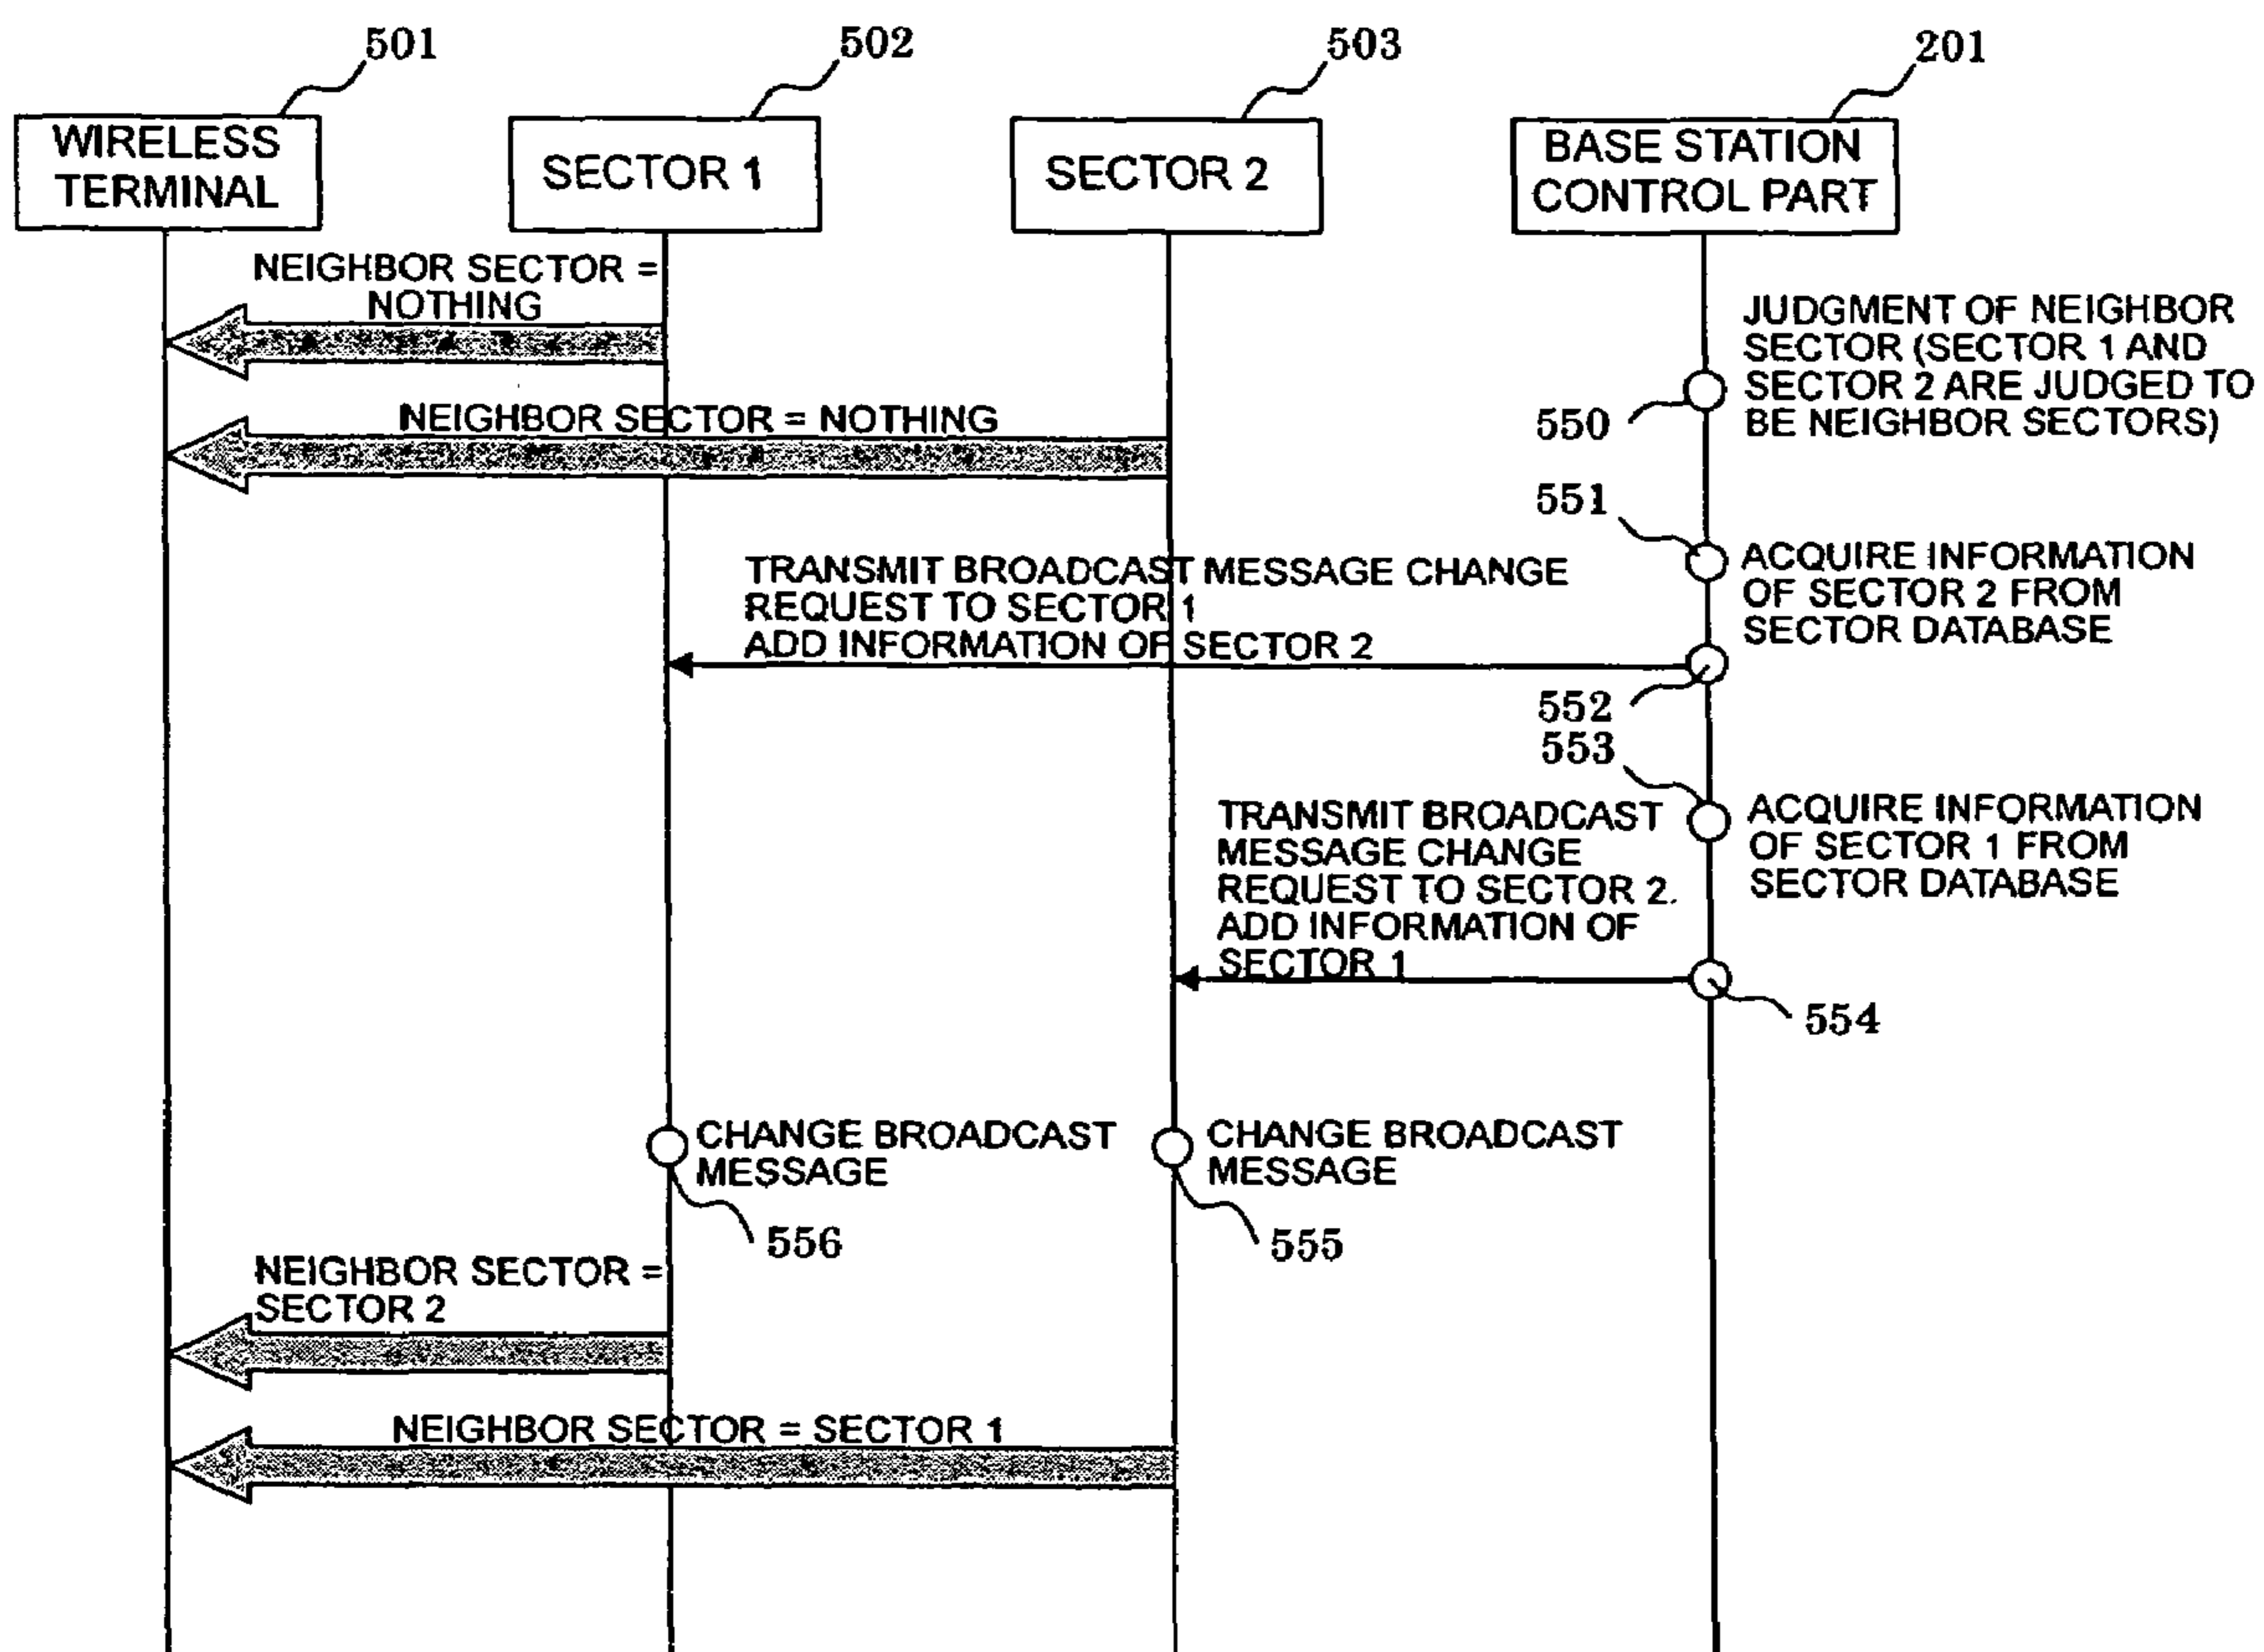 501
502
503
201
WIRELESS
TERMINAL
SECTOR 1
SECTOR 2
BASE STATION
CONTROL PART
NEIGHBOR SECTOR =
NOTHING
JUDGMENT OF NEIGHBOR
SECTOR (SECTOR 1 AND
SECTOR 2 ARE JUDGED TO
BE NEIGHBOR SECTORS)
550
NEIGHBOR SECTOR = NOTHING
551
ACQUIRE INFORMATION
OF SECTOR 2 FROM
SECTOR DATABASE
TRANSMIT BROADCAST MESSAGE CHANGE
REQUEST TO SECTOR 1
ADD INFORMATION OF SECTOR 2
552
553
ACQUIRE INFORMATION
OF SECTOR 1 FROM
SECTOR DATABASE
TRANSMIT BROADCAST
MESSAGE CHANGE
REQUEST TO SECTOR 2.
ADD INFORMATION OF
SECTOR 1
554
CHANGE BROADCAST
MESSAGE
556
CHANGE BROADCAST
MESSAGE
555
NEIGHBOR SECTOR =
SECTOR 2
NEIGHBOR SECTOR = SECTOR 1